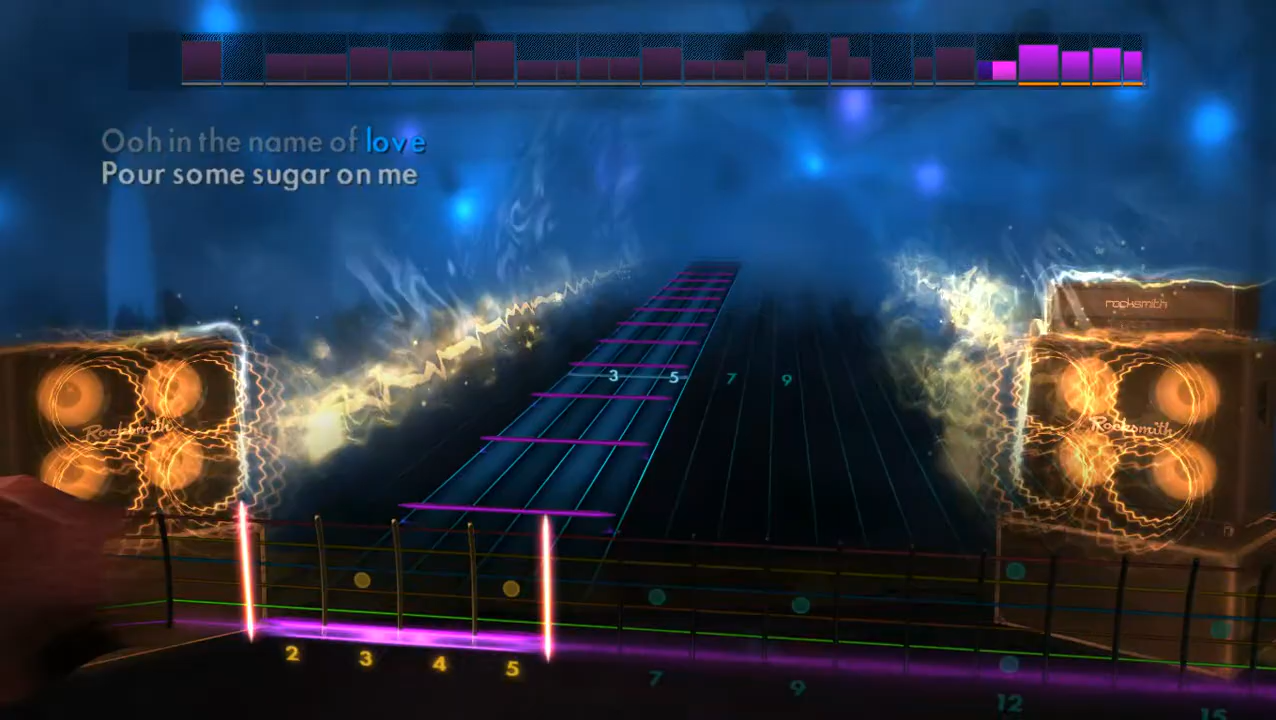 Ooh in the name of love
Pour some sugar on me
rocksmith
Rocksmith
Rocksmith
3 5 7 9
2 3 4 5 7 9 12 15